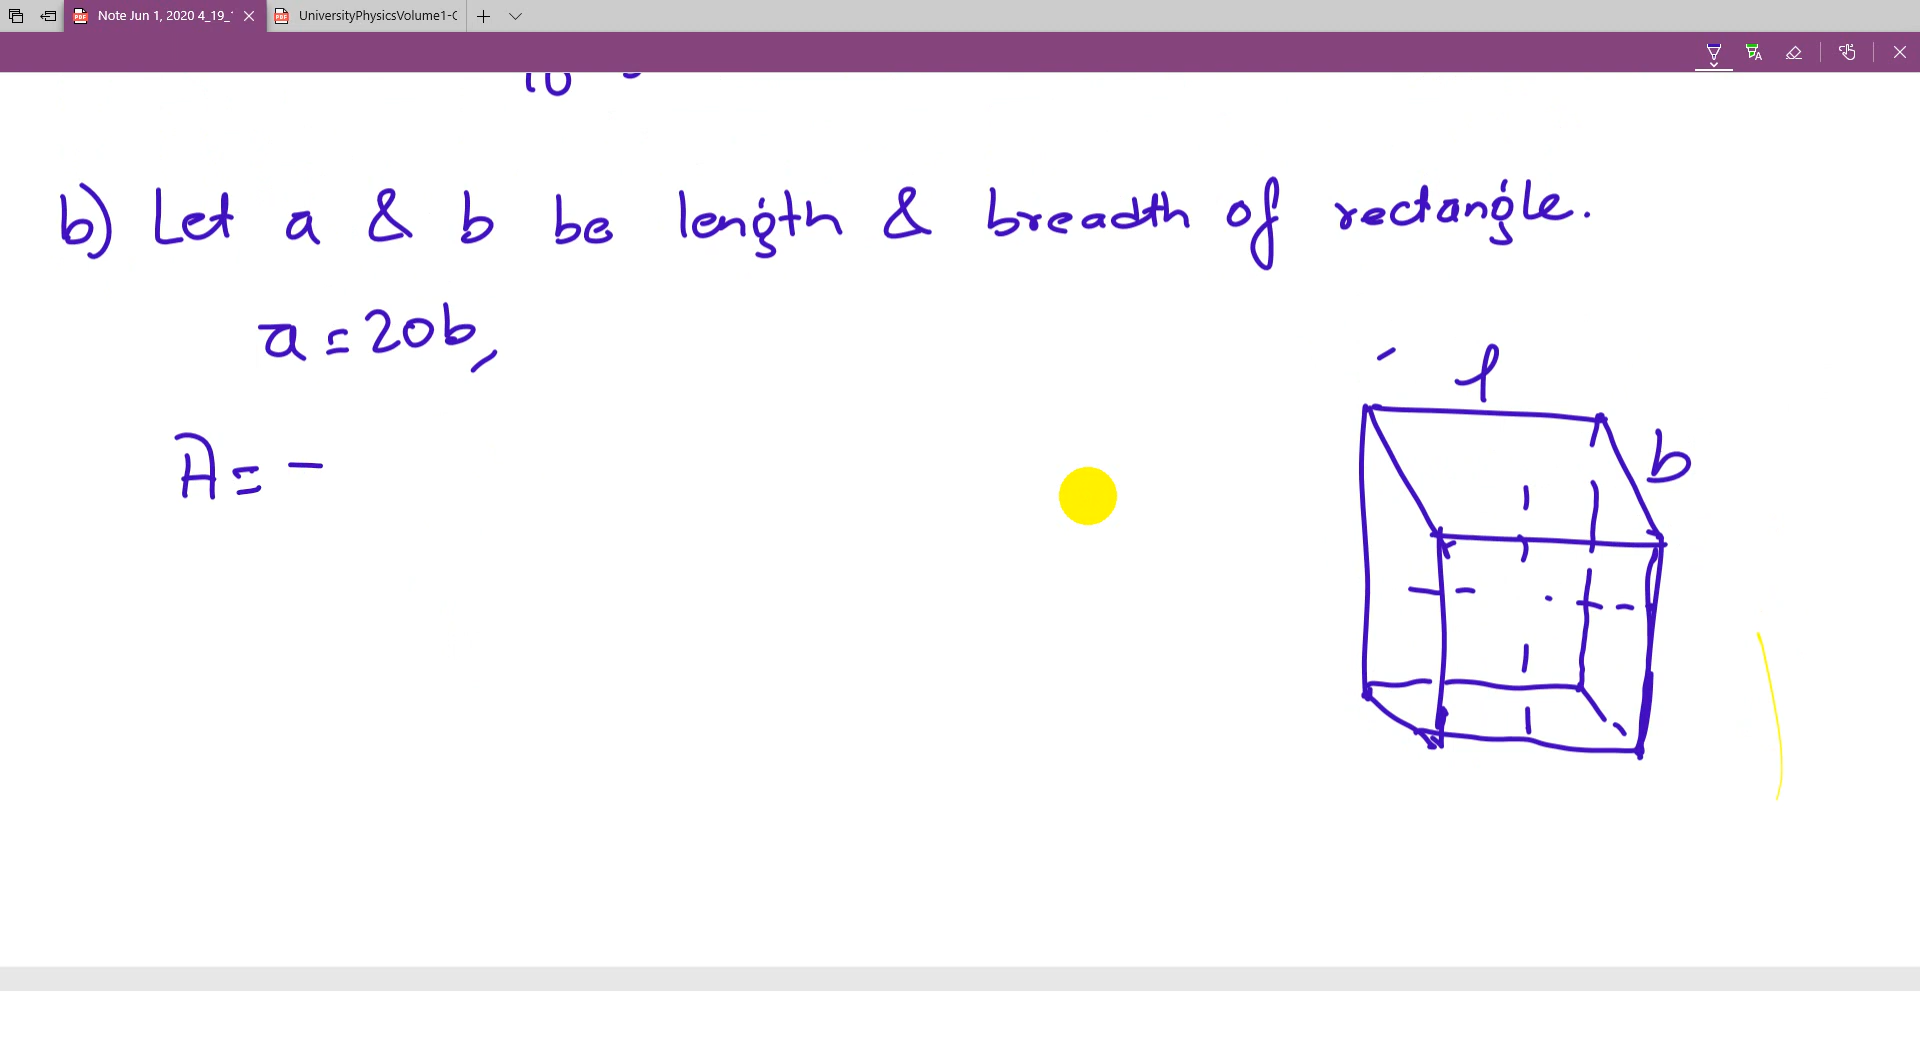 Note Jun 1, 2020 4_19_
UniversityPhysicsVolume1-C
b) Let a & b be length & breadth of rectangle.
a = 20b,
l
b
A = -